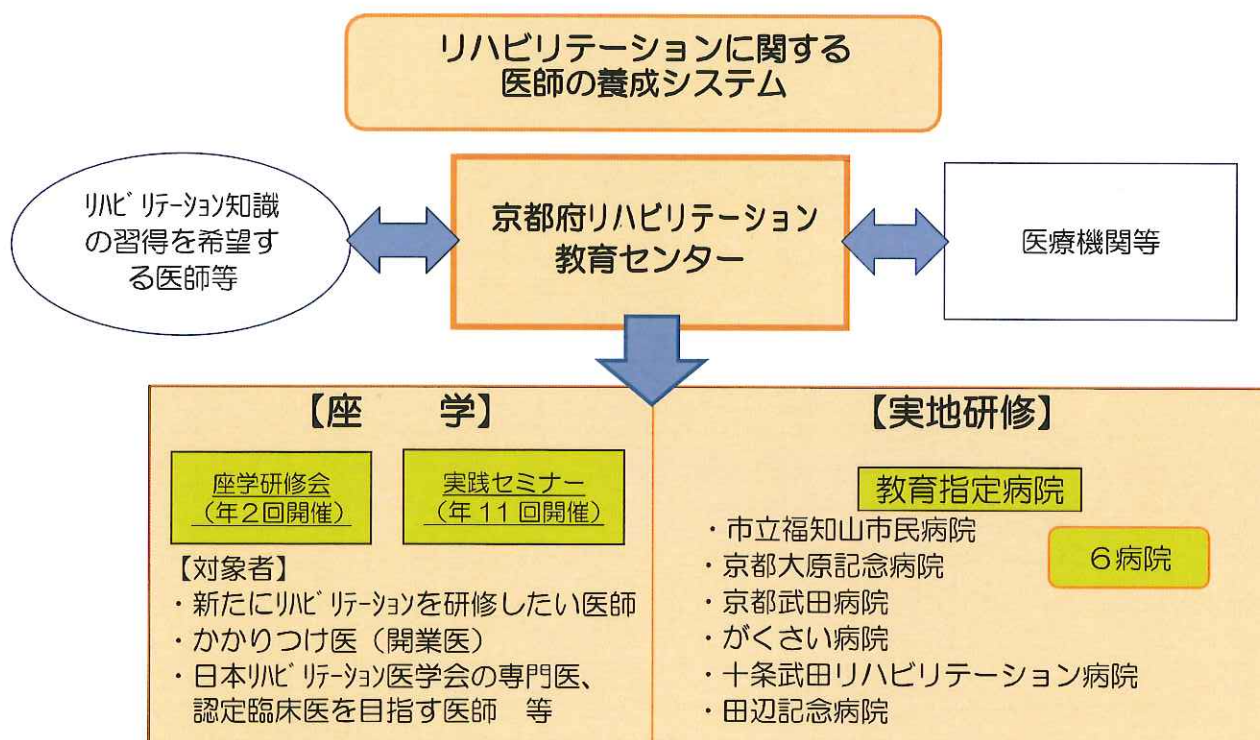 リハビリテーションに関する
医師の養成システム
ﾘﾊﾋﾞﾘﾃｰｼｮﾝ知識
の習得を希望す
る医師等
京都府リハビリテーション
教育センター
医療機関等
【座　　学】
座学研修会
（年2回開催）
実践セミナー
（年11回開催）
【対象者】
・新たにﾘﾊﾋﾞﾘﾃｰｼｮﾝを研修したい医師
・かかりつけ医（開業医）
・日本ﾘﾊﾋﾞﾘﾃｰｼｮﾝ医学会の専門医、
認定臨床医を目指す医師　等
【実地研修】
教育指定病院
6病院
・市立福知山市民病院
・京都大原記念病院
・京都武田病院
・がくさい病院
・十条武田リハビリテーション病院
・田辺記念病院